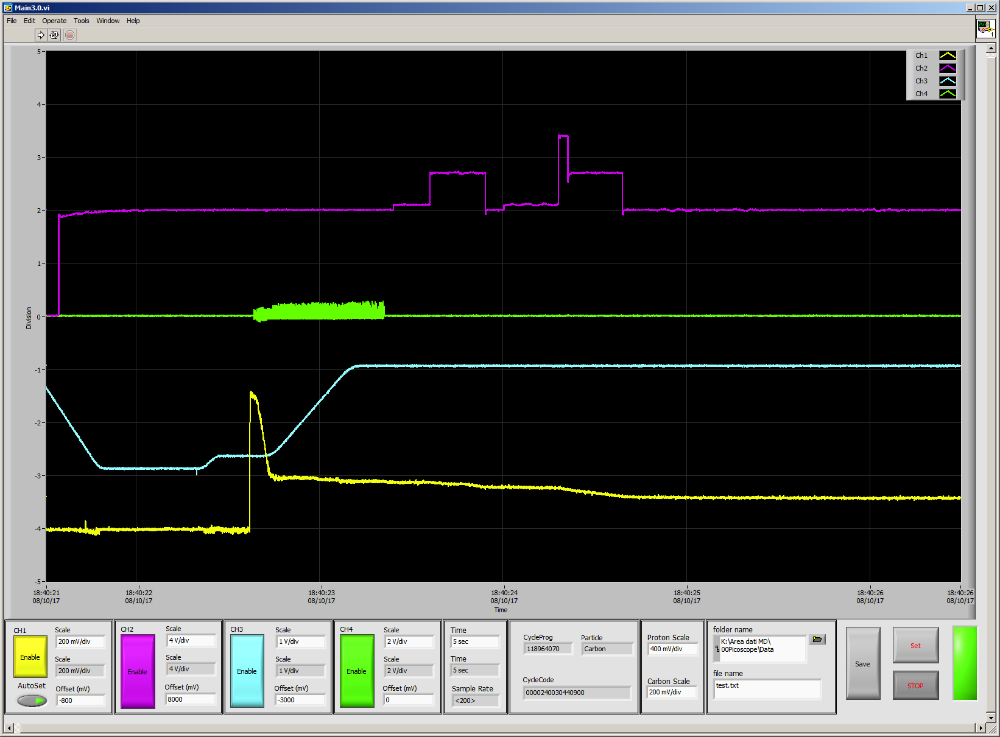 Main3.0.vi
File Edit Operate Tools Window Help
1
Ch1
Ch2
Ch3
Ch4
5
4
3
2
1
0
-1
-2
-3
-4
-5
Division
18:40:21 18:40:22 18:40:23 18:40:24 18:40:25 18:40:26 18:40:26
08/10/17 08/10/17 08/10/17 08/10/17 08/10/17 08/10/17 08/10/17
Time
CH1
Enable
AutoSet
Scale
200 mV/div
Scale
200 mV/div
Offset (mV)
-800
CH2
Enable
Scale
4 V/div
Scale
4 V/div
Offset (mV)
8000
CH3
Enable
Scale
1 V/div
Scale
1 V/div
Offset (mV)
-3000
CH4
Enable
Scale
2 V/div
Scale
2 V/div
Offset (mV)
0
Time
5 sec
Time
5 sec
Sample Rate
<200>
CycleProg
118964070
Particle
Carbon
CycleCode
0000240030440900
Proton Scale
400 mV/div
Carbon Scale
200 mV/div
folder name
K:\Area dati MD\
00Picoscope\Data
file name
test.txt
Save
Set
STOP